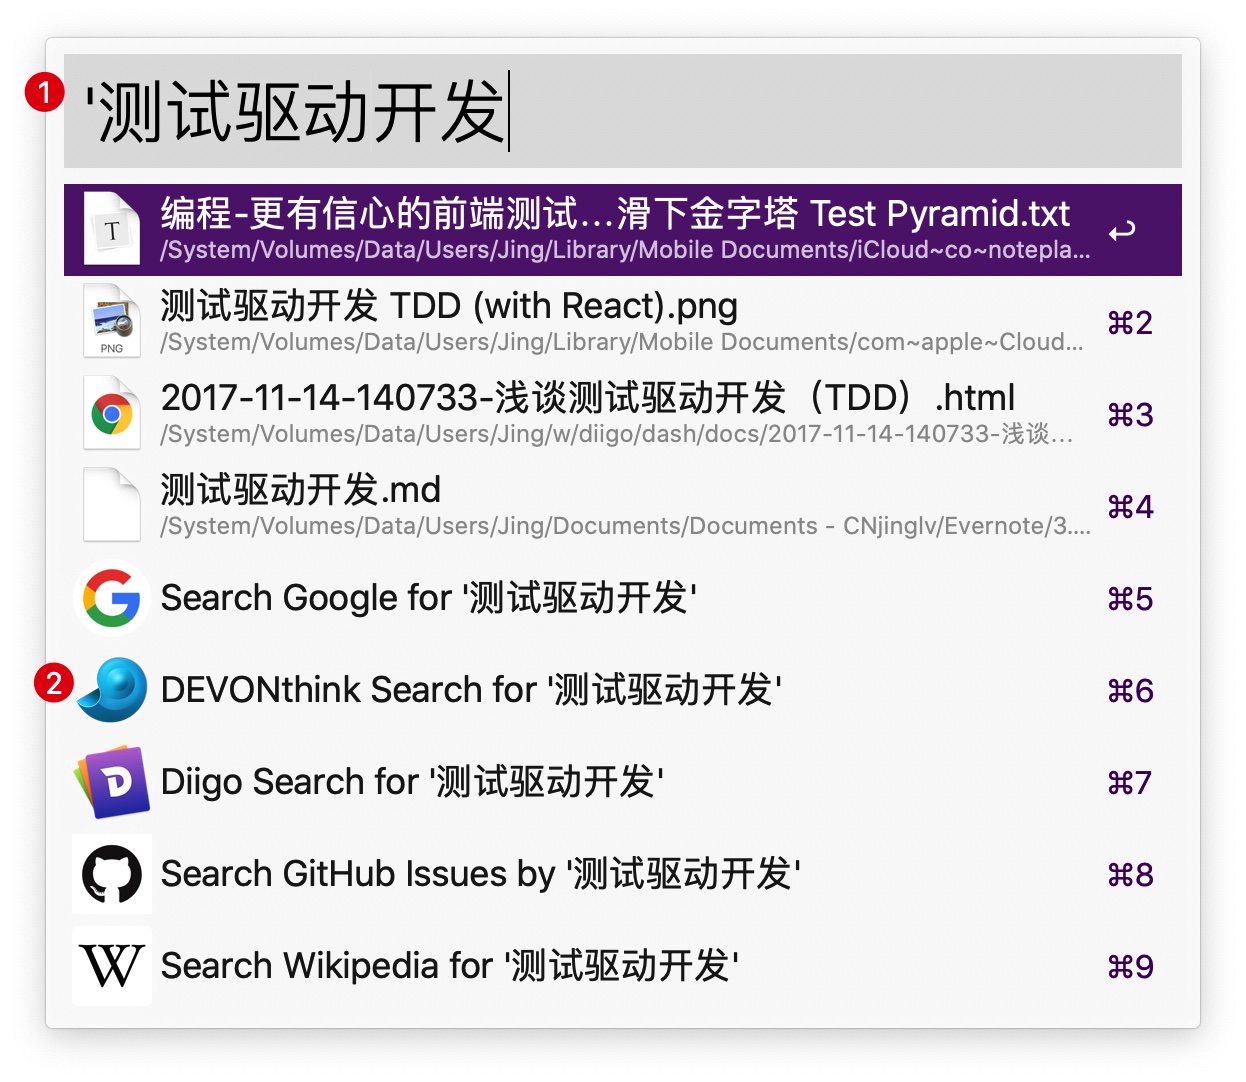 1
'测试驱动开发
T
编程-更有信心的前端测试...滑下金字塔 Test Pyramid.txt
/System/Volumes/Data/Users/Jing/Library/Mobile Documents/iCloud~co~notepla...
PNG
测试驱动开发 TDD (with React).png
/System/Volumes/Data/Users/Jing/Library/Mobile Documents/com~apple~Cloud...
⌘2
2017-11-14-140733-浅谈测试驱动开发（TDD）.html
/System/Volumes/Data/Users/Jing/w/diigo/dash/docs/2017-11-14-140733-浅谈...
⌘3
测试驱动开发.md
/System/Volumes/Data/Users/Jing/Documents/Documents - CNjinglv/Evernote/3....
⌘4
Search Google for '测试驱动开发'
⌘5
2
DEVONthink Search for '测试驱动开发'
⌘6
D
Diigo Search for '测试驱动开发'
⌘7
Search GitHub Issues by '测试驱动开发'
⌘8
W
Search Wikipedia for '测试驱动开发'
⌘9